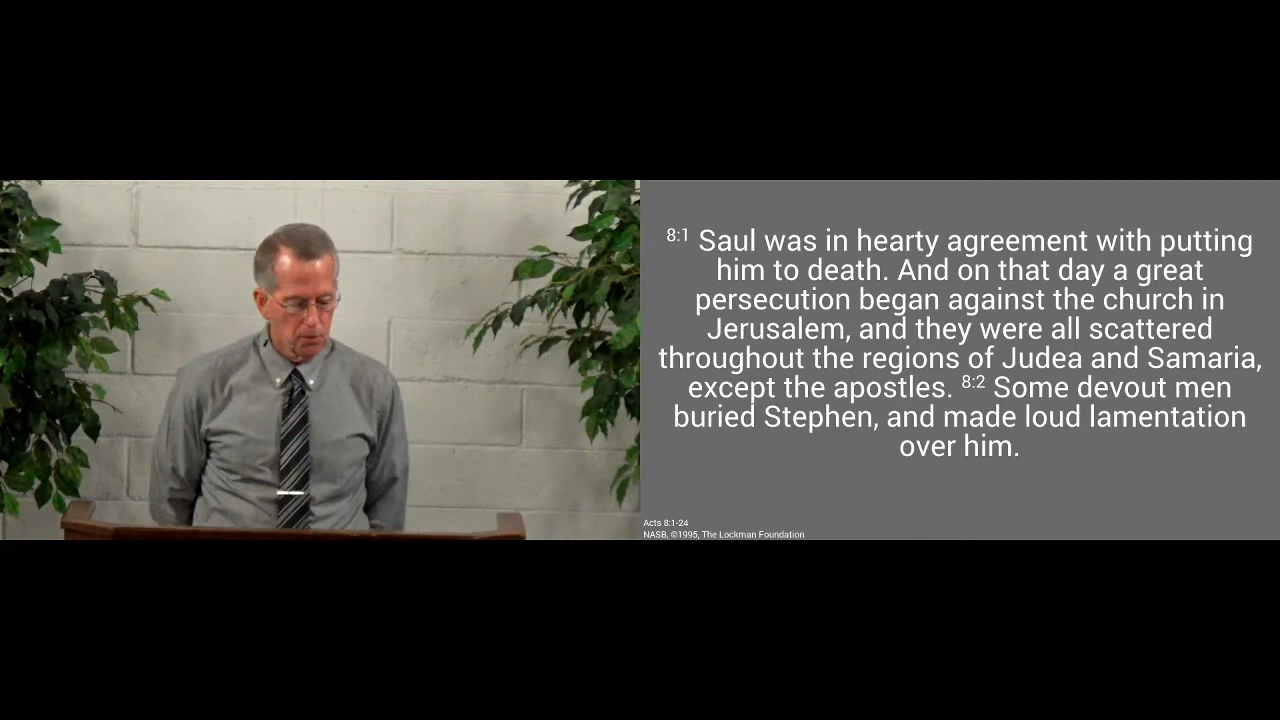 8:1 Saul was in hearty agreement with putting
him to death. And on that day a great
persecution began against the church in
Jerusalem, and they were all scattered
throughout the regions of Judea and Samaria,
except the apostles. 8:2 Some devout men
buried Stephen, and made loud lamentation
over him.
Acts 8:1-24
NASB, ©1995, The Lockman Foundation